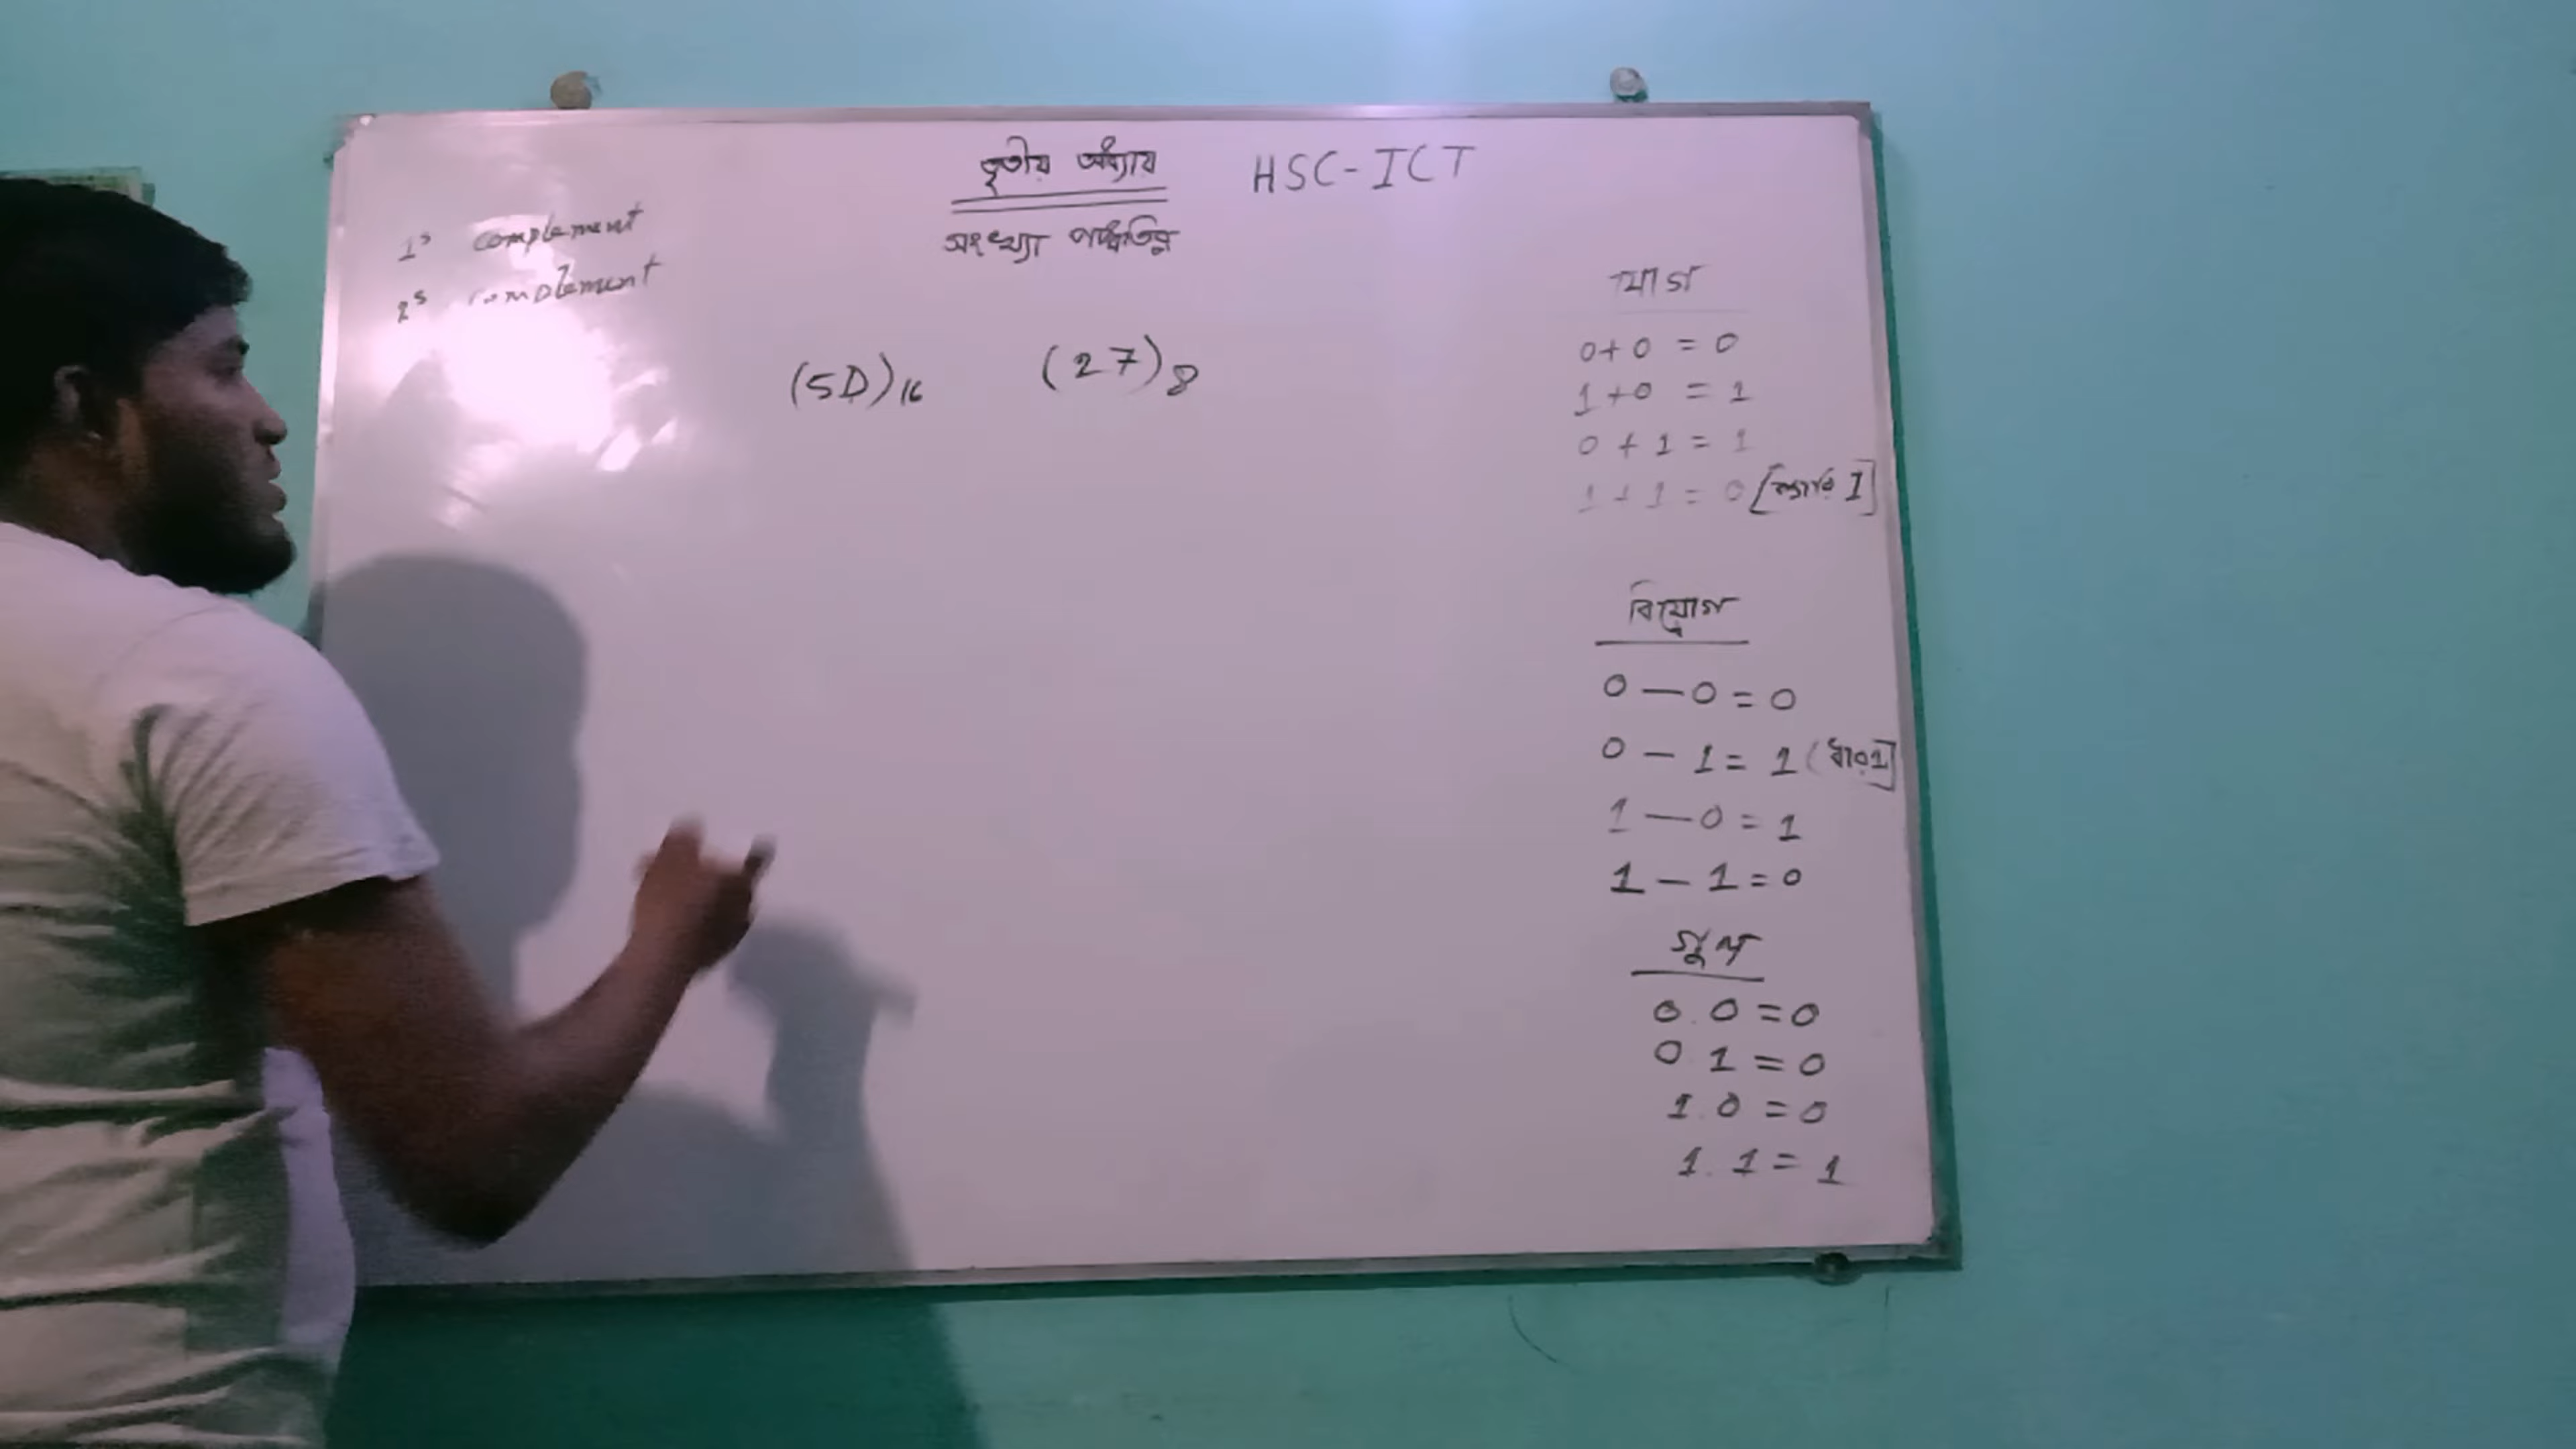 তৃতীয় অধ্যায় HSC-ICT
সংখ্যা পদ্ধতির
1s complement
2s complement
(5D)16 (27)8
যোগ
0+0 = 0
1+0 = 1
0+1 = 1
1+1 = 0 [ক্যারি 1]
বিয়োগ
0-0=0
0-1=1 (ধার 1]
1-0=1
1-1=0
গুণ
0.0=0
0 1=0
1.0=0
1.1=1